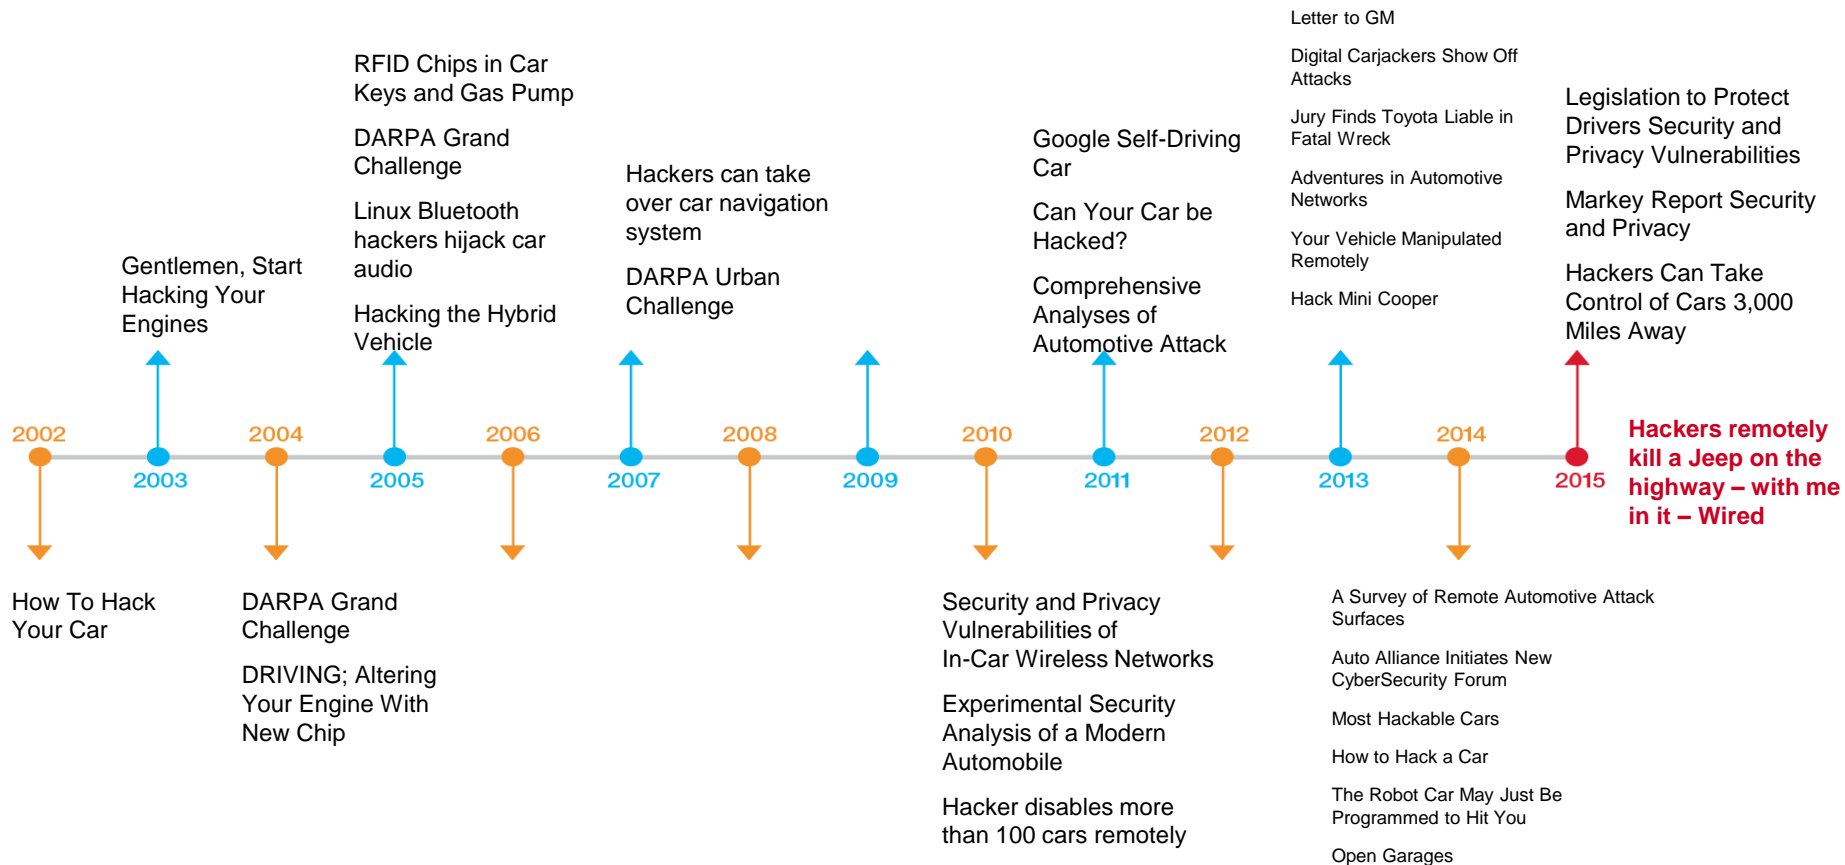 Letter to GM
Digital Carjackers Show Off
Attacks
Jury Finds Toyota Liable in
Fatal Wreck
Adventures in Automotive
Networks
Your Vehicle Manipulated
Remotely
Hack Mini Cooper
RFID Chips in Car
Keys and Gas Pump
DARPA Grand
Challenge
Linux Bluetooth
hackers hijack car
audio
Hacking the Hybrid
Vehicle
Legislation to Protect
Drivers Security and
Privacy Vulnerabilities
Markey Report Security
and Privacy
Hackers Can Take
Control of Cars 3,000
Miles Away
Google Self-Driving
Car
Can Your Car be
Hacked?
Comprehensive
Analyses of
Automotive Attack
Hackers can take
over car navigation
system
DARPA Urban
Challenge
Gentlemen, Start
Hacking Your
Engines
2002
2004
2006
2008
2010
2012
2014
2003
2005
2007
2009
2011
2013
2015
Hackers remotely
kill a Jeep on the
highway – with me
in it – Wired
How To Hack
Your Car
DARPA Grand
Challenge
DRIVING; Altering
Your Engine With
New Chip
Security and Privacy
Vulnerabilities of
In-Car Wireless Networks
Experimental Security
Analysis of a Modern
Automobile
Hacker disables more
than 100 cars remotely
A Survey of Remote Automotive Attack
Surfaces
Auto Alliance Initiates New
CyberSecurity Forum
Most Hackable Cars
How to Hack a Car
The Robot Car May Just Be
Programmed to Hit You
Open Garages